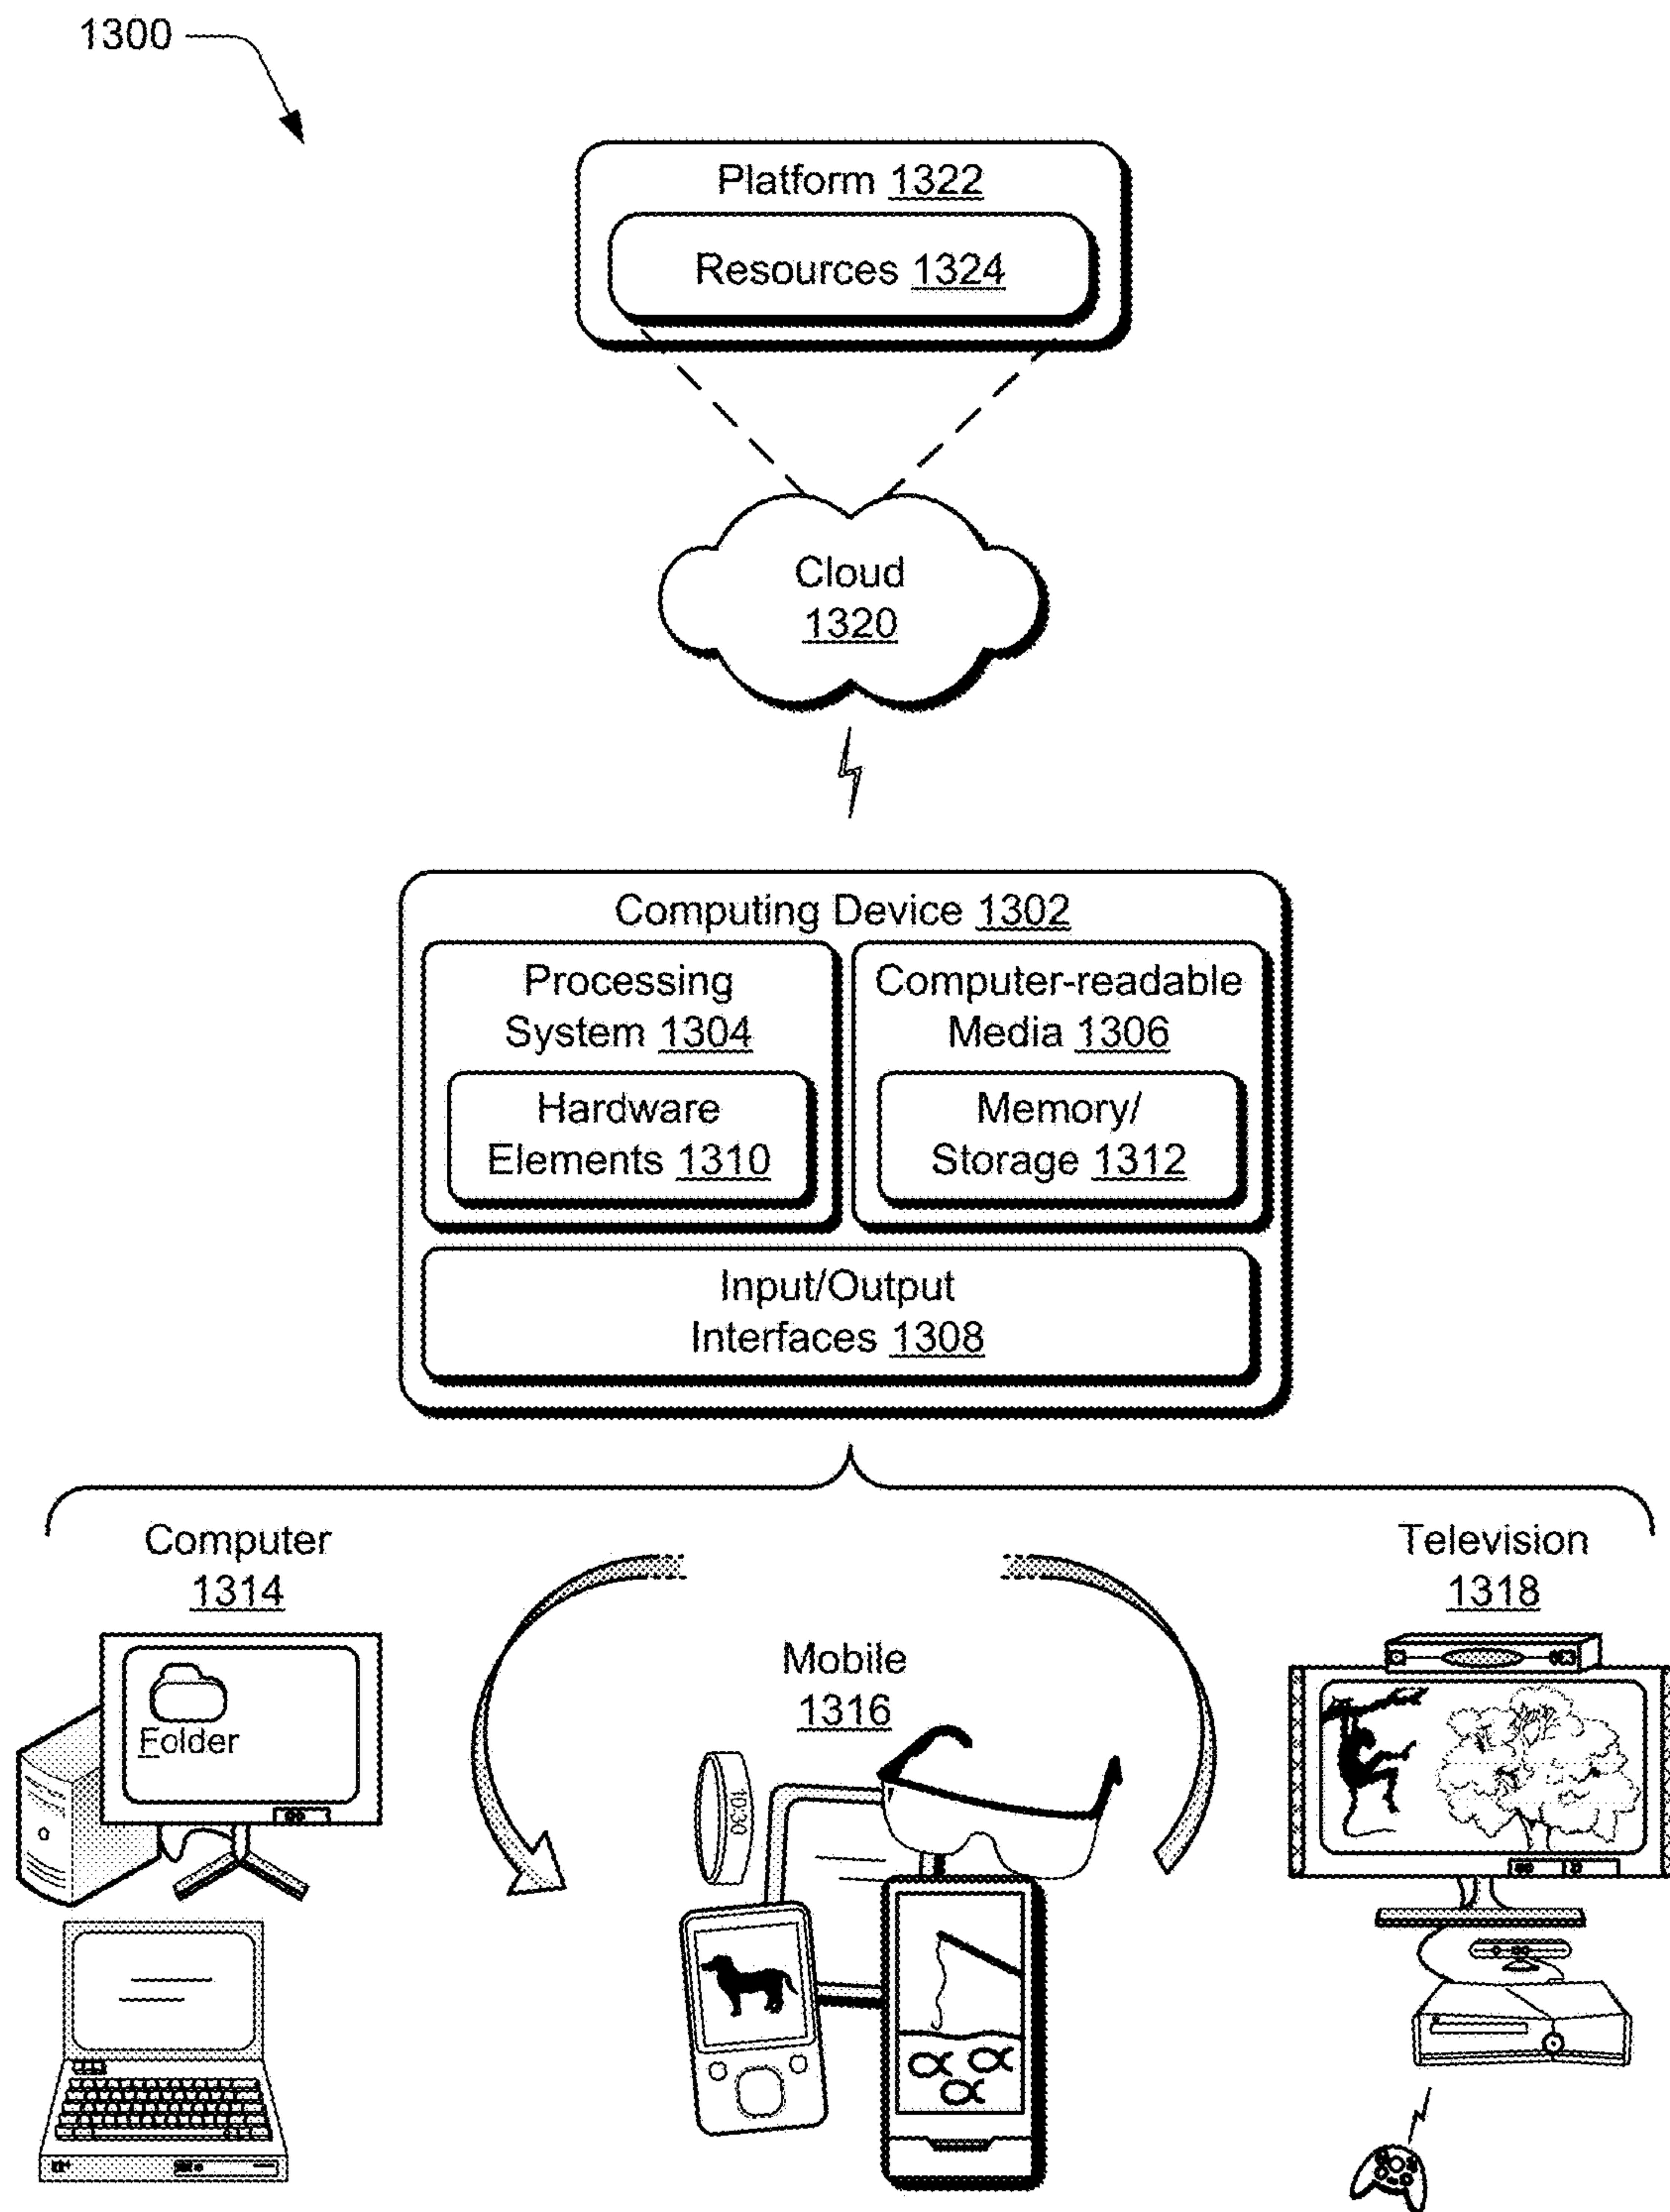 1300
Platform 1322
Resources 1324
Cloud
1320
Computing Device 1302
Processing
System 1304
Computer-readable
Media 1306
Hardware
Elements 1310
Memory/
Storage 1312
Input/Output
Interfaces 1308
Computer
1314
Television
1318
Mobile
1316
Folder
10:30